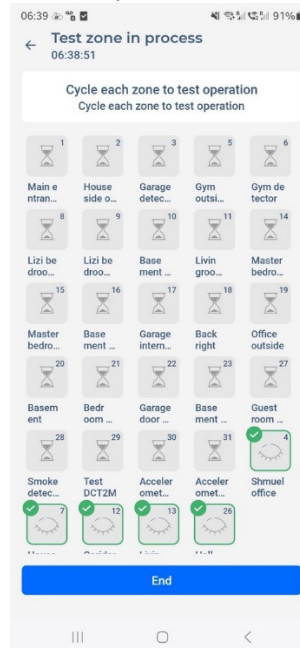 06:39 91%
Test zone in process
06:38:51
Cycle each zone to test operation
Cycle each zone to test operation
1 2 3 5 6
Main e House Garage Gym Gym de
ntran... side o... detec... outsi... tector
8 9 10 11 14
Lizi be Lizi be Base Livin Master
droo... droo... ment ... groo... bedro...
15 16 17 18 19
Master Base Garage Back Office
bedro... ment ... intern... right outside
20 21 22 23 27
Basem Bedr Garage Base Guest
ent oom ... door ... ment ... room ...
28 29 30 31 4
Smoke Test Acceler Acceler Shmuel
detec... DCT2M omet... omet... office
7 12 13 26
End